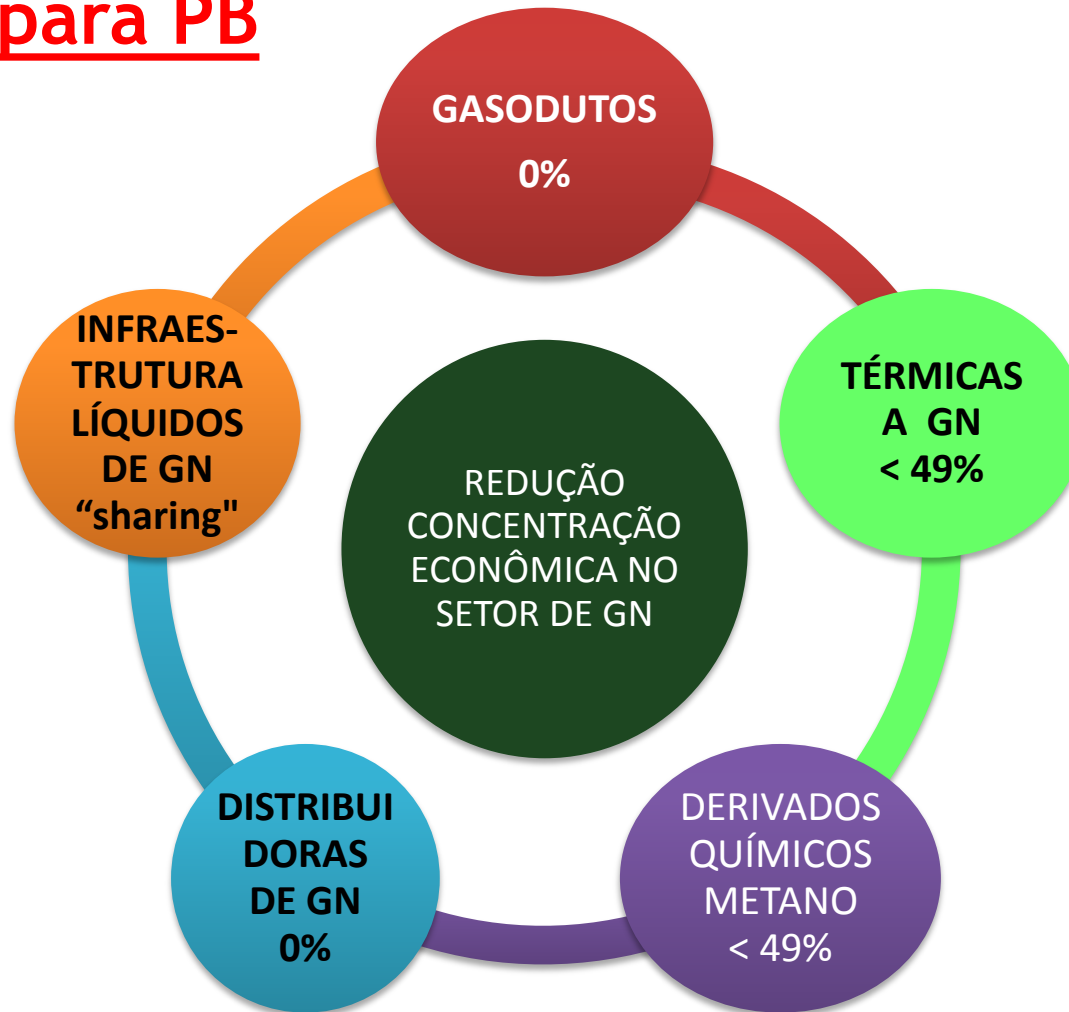 para PB
GASODUTOS
0%
TÉRMICAS
A GN
< 49%
DERIVADOS
QUÍMICOS
METANO
< 49%
DISTRIBUI
DORAS
DE GN
0%
INFRAES-
TRUTURA
LÍQUIDOS
DE GN
“sharing"
REDUÇÃO
CONCENTRAÇÃO
ECONÔMICA NO
SETOR DE GN